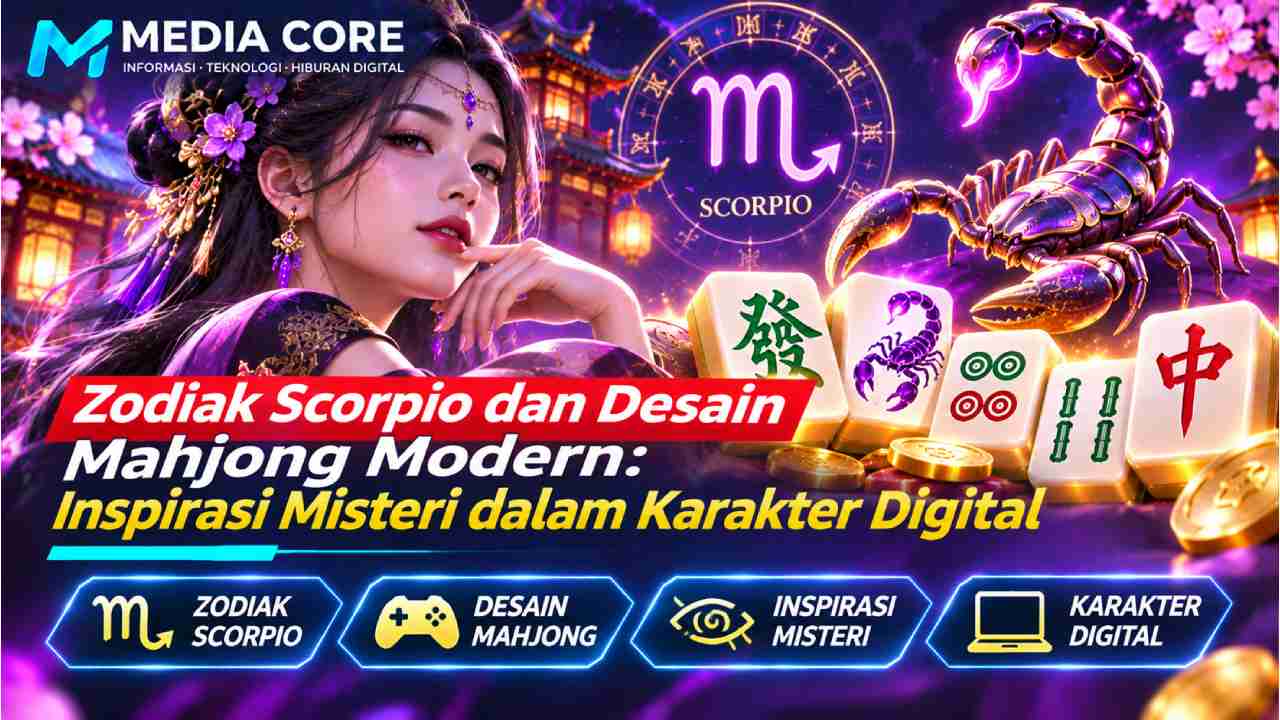 MEDIA CORE
INFORMASI · TEKNOLOGI · HIBURAN DIGITAL
♏
SCORPIO
發
中
Zodiak Scorpio dan Desain
Mahjong Modern:
Inspirasi Misteri dalam Karakter Digital
ZODIAK
SCORPIO
DESAIN
MAHJONG
INSPIRASI
MISTERI
KARAKTER
DIGITAL